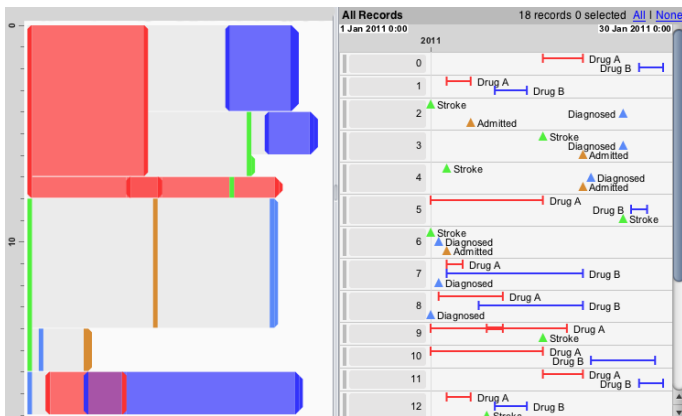 0
10
All Records
18 records 0 selected All I None
1 Jan 2011 0:00
30 Jan 2011 0:00
2011
0
Drug A
Drug B
1
Drug A
Drug B
2
Stroke
Diagnosed
Admitted
3
Stroke
Diagnosed
Admitted
4
Stroke
Diagnosed
Admitted
5
Drug A
Drug B
Stroke
6
Stroke
Diagnosed
Admitted
7
Drug A
Drug B
Diagnosed
8
Drug A
Drug B
Diagnosed
9
Drug A
Stroke
10
Drug A
Drug B
11
Drug A
Drug B
12
Drug A
Drug B
Stroke